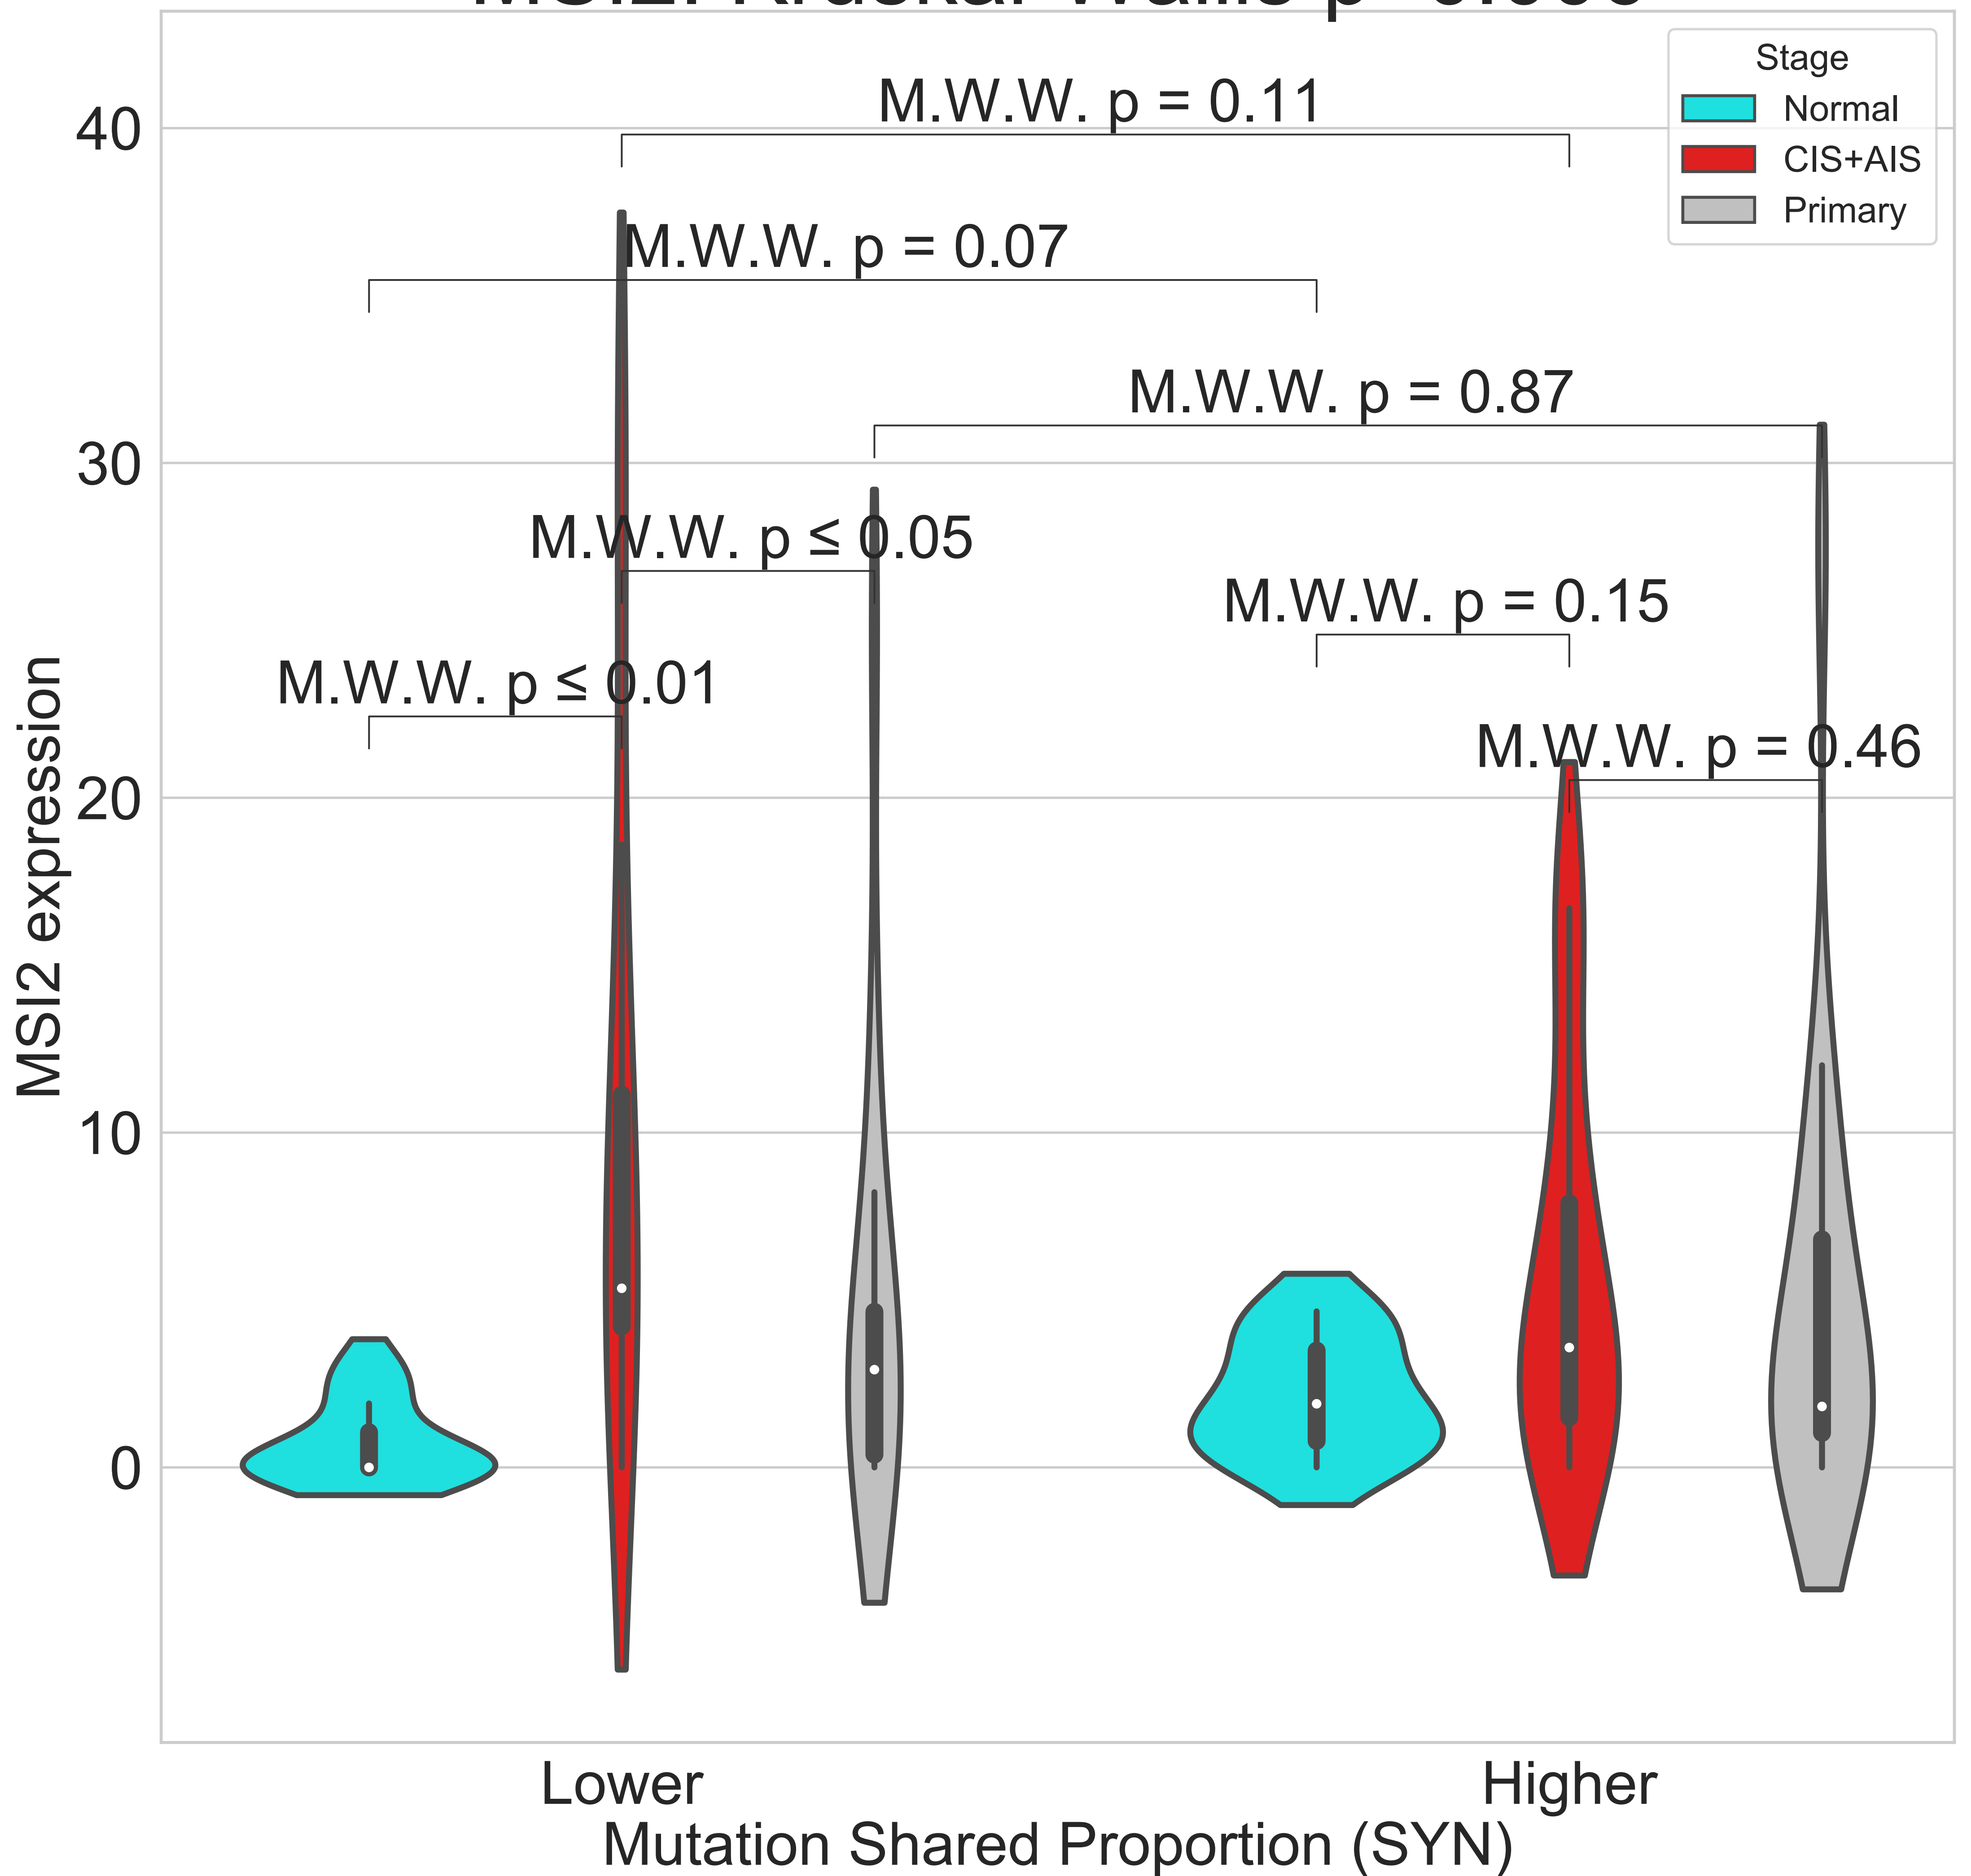 Stage
Normal
CIS+AIS
Primary
M.W.W. p = 0.11
M.W.W. p = 0.07
M.W.W. p = 0.87
M.W.W. p ≤ 0.05
M.W.W. p = 0.15
M.W.W. p ≤ 0.01
M.W.W. p = 0.46
40
30
20
10
0
MSI2 expression
Lower
Higher
Mutation Shared Proportion (SYN)